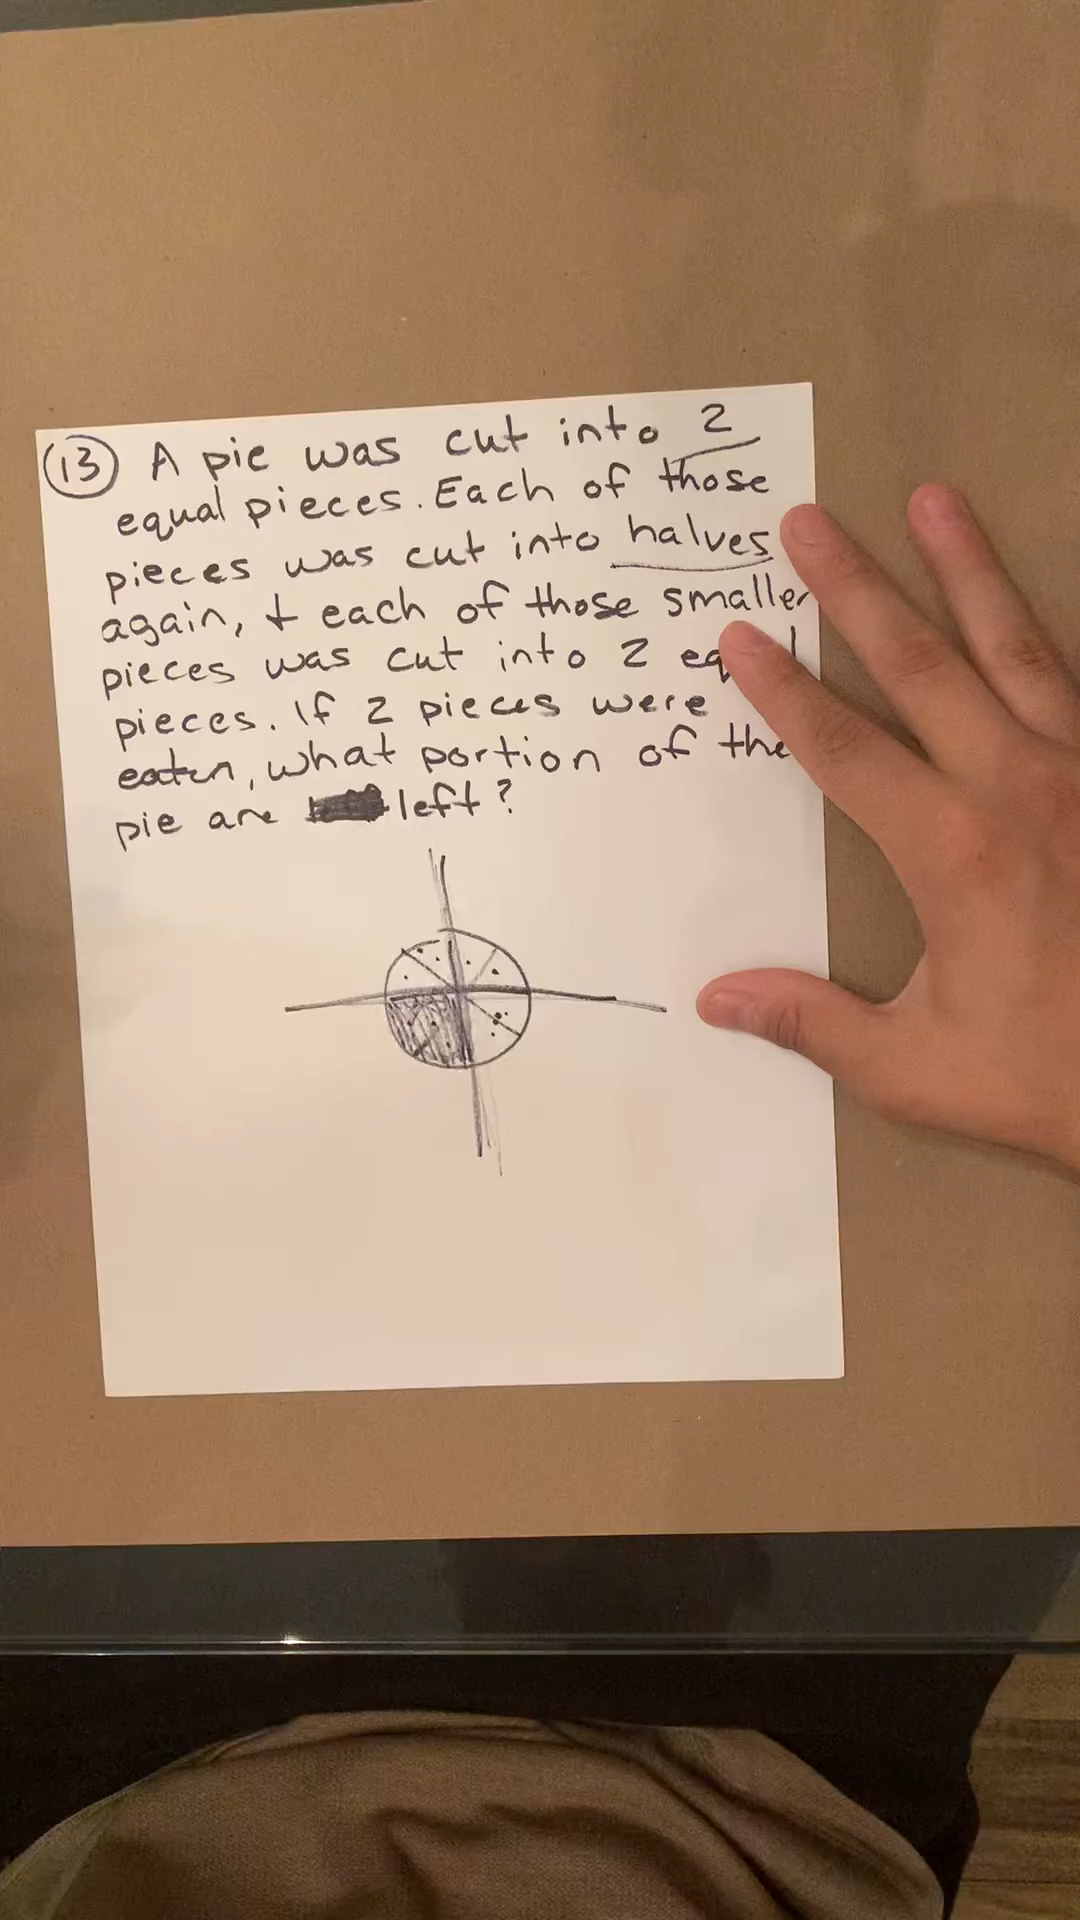 13 A pie was cut into 2
equal pieces. Each of those
pieces was cut into halves
again, + each of those smaller
pieces was cut into 2
pieces. If 2 pieces were
eaten, what portion of the
pie are left?